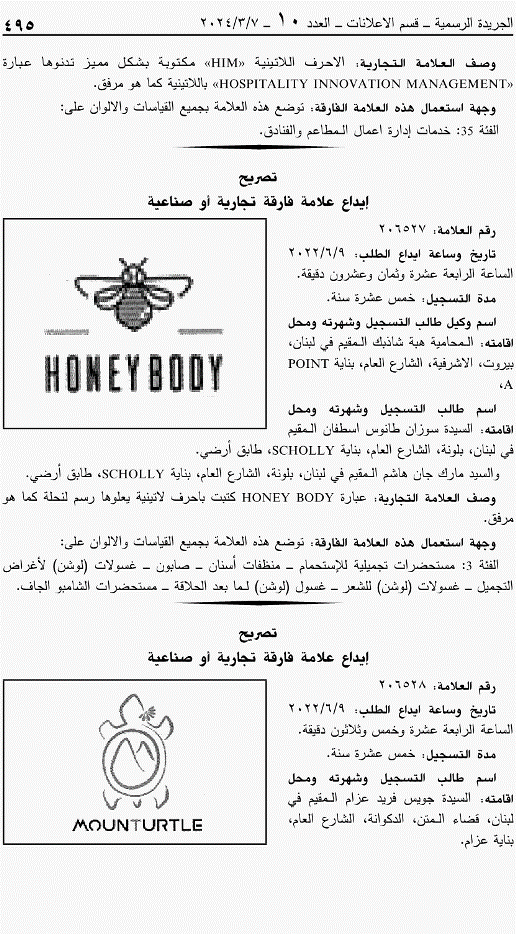 الجريدة الرسمية ـ قسم الاعلانات ـ العدد ١٠ ـ ٢٠٢٤/٣/٧ ٤٩٥
وصف العلامة التجارية: الاحرف اللاتينية «HIM» مكتوبة بشكل مميز تدنوها عبارة
«HOSPITALITY INNOVATION MANAGEMENT» باللاتينية كما هو مرفق.
وجهة استعمال هذه العلامة الفارقة: توضع هذه العلامة بجميع القياسات والالوان على:
الفئة 35: خدمات إدارة اعمال المطاعم والفنادق.
تصريح
إيداع علامة فارقة تجارية أو صناعية
رقم العلامة: ٢٠٦٥٢٧
تاريخ وساعة ايداع الطلب: ٢٠٢٢/٦/٩
الساعة الرابعة عشرة وثمان وعشرون دقيقة.
مدة التسجيل: خمس عشرة سنة.
اسم وكيل طالب التسجيل وشهرته ومحل
اقامته: المحامية هبة شاذبك المقيم في لبنان،
بيروت، الاشرفية، الشارع العام، بناية POINT
A،
HONEYBODY
اسم طالب التسجيل وشهرته ومحل
اقامته: السيدة سوزان طانوس اسطفان المقيم
في لبنان، بلونة، الشارع العام، بناية SCHOLLY، طابق أرضي.
والسيد مارك جان هاشم المقيم في لبنان، بلونة، الشارع العام، بناية SCHOLLY، طابق أرضي.
وصف العلامة التجارية: عبارة HONEY BODY كتبت باحرف لاتينية يعلوها رسم لنحلة كما هو
مرفق.
وجهة استعمال هذه العلامة الفارقة: توضع هذه العلامة بجميع القياسات والالوان على:
الفئة 3: مستحضرات تجميلية للإستحمام ـ منظفات أسنان ـ صابون ـ غسولات (لوشن) لأغراض
التجميل ـ غسولات (لوشن) للشعر ـ غسول (لوشن) لما بعد الحلاقة ـ مستحضرات الشامبو الجاف.
تصريح
إيداع علامة فارقة تجارية أو صناعية
رقم العلامة: ٢٠٦٥٢٨
تاريخ وساعة ايداع الطلب: ٢٠٢٢/٦/٩
الساعة الرابعة عشرة وخمس وثلاثون دقيقة.
مدة التسجيل: خمس عشرة سنة.
اسم طالب التسجيل وشهرته ومحل
اقامته: السيدة جويس فريد عزام المقيم في
لبنان، قضاء المتن، الدكوانة، الشارع العام،
بناية عزام.
MOUNTURTLE